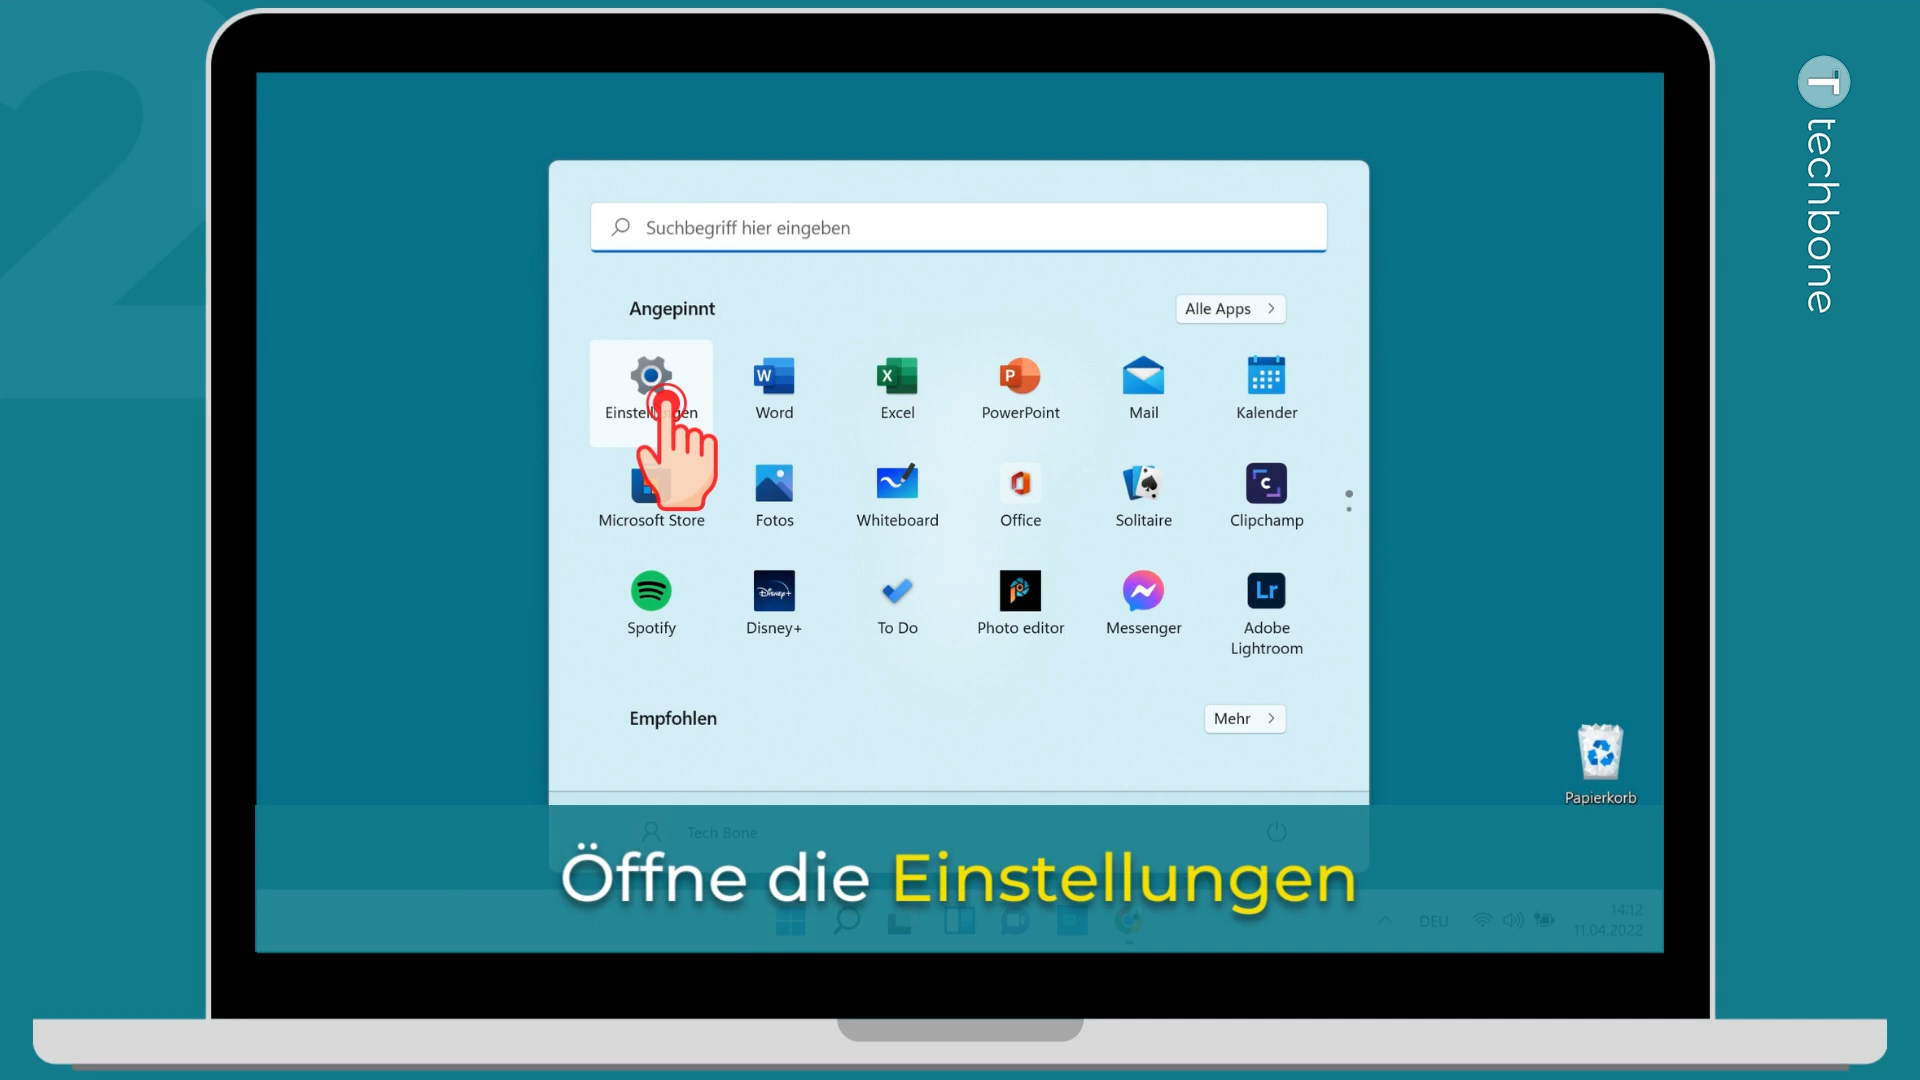 2
T techbone
Suchbegriff hier eingeben
Angepinnt
Alle Apps
Einstellungen
Word
Excel
PowerPoint
Mail
Kalender
Microsoft Store
Fotos
Whiteboard
Office
Solitaire
Clipchamp
Spotify
Disney+
To Do
Photo editor
Messenger
Adobe
Lightroom
Empfohlen
Mehr
Papierkorb
Tech Bone
Öffne die Einstellungen
DEU
14:12
11.04.2022